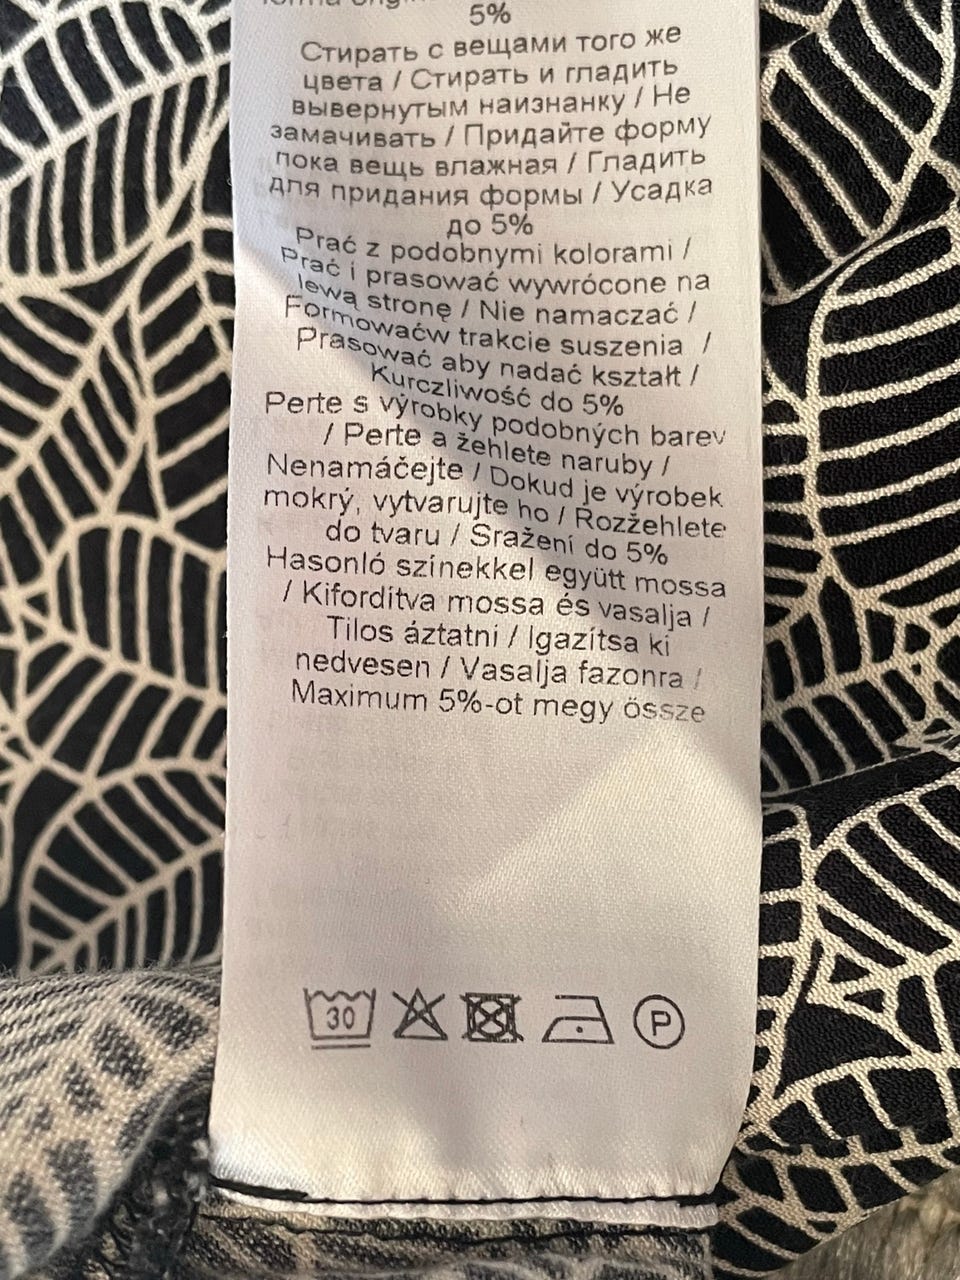 forma
5%
Стирать с вещами того же
цвета / Стирать и гладить
вывернутым наизнанку / Не
замачивать / Придайте форму
пока вещь влажная / Гладить
для придания формы / Усадка
до 5%
Prać z podobnymi kolorami /
Prać i prasować wywrócone na
lewą stronę / Nie namaczać /
Formowaćw trakcie suszenia /
Prasować aby nadać kształt /
Kurczliwość do 5%
Perte s výrobky podobných barev
/ Perte a žehlete naruby /
Nenamáčejte / Dokud je výrobek
mokrý, vytvarujte ho / Rozžehlete
do tvaru / Sražení do 5%
Hasonló színekkel együtt mossa
/ Kiforditva mossa és vasalja /
Tilos áztatni / Igazítsa ki
nedvesen / Vasalja fazonra /
Maximum 5%-ot megy össze
30 P